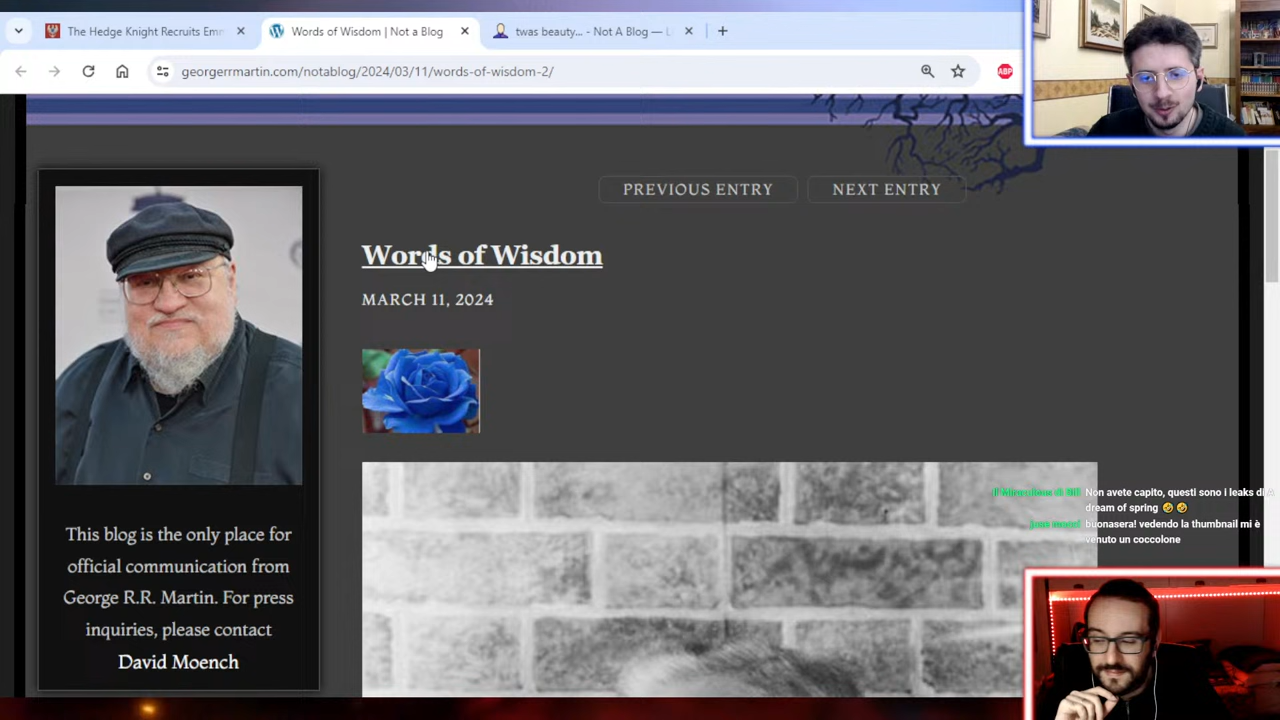 The Hedge Knight Recruits Em
Words of Wisdom | Not a Blog
twas beauty... - Not A Blog — L
georgerrmartin.com/notablog/2024/03/11/words-of-wisdom-2/
ABP
PREVIOUS ENTRY
NEXT ENTRY
Words of Wisdom
MARCH 11, 2024
This blog is the only place for
official communication from
George R.R. Martin. For press
inquiries, please contact
David Moench
Non avete capito, questi sono i leaks di A
dream of spring 🤣 🤣
buonasera! vedendo la thumbnail mi è
venuto un coccolone